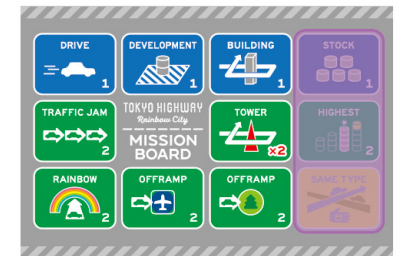 DRIVE
1
DEVELOPMENT
1
BUILDING
1
STOCK
1
TRAFFIC JAM
2
TOKYO HIGHWAY
Rainbow City
MISSION
BOARD
TOWER
×2
HIGHEST
2
RAINBOW
2
OFFRAMP
2
OFFRAMP
2
SAME TYPE